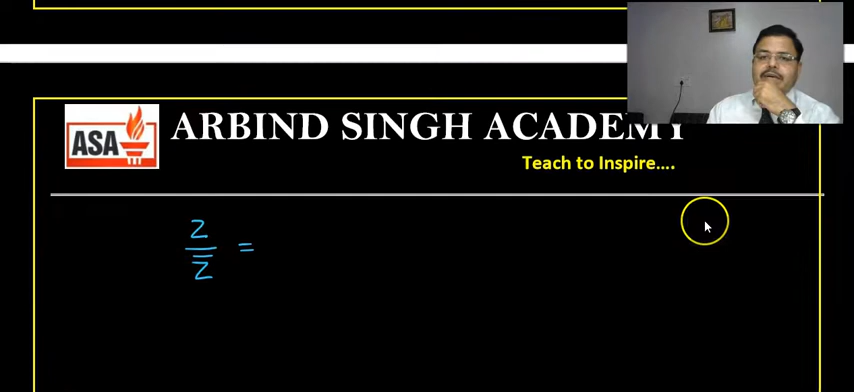 ASA
ARBIND SINGH ACADEMY
Teach to Inspire....
z
z̅ =